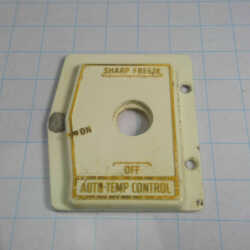 SHARP FREEZE
ON
OFF
AUTO-TEMP CONTROL